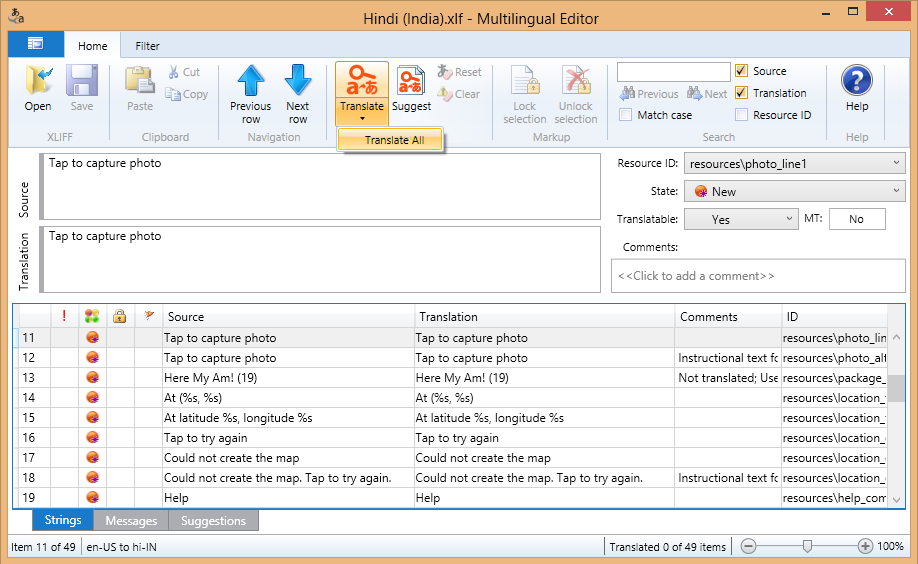 Hindi (India).xlf - Multilingual Editor
Home Filter
Open Save
XLIFF
Paste Cut Copy
Clipboard
Previous row Next row
Navigation
Translate Suggest Reset Clear
Translate All
Lock selection Unlock selection
Markup
Source
Previous Next Translation
Match case Resource ID
Search
Help
Help
Source
Tap to capture photo
Translation
Tap to capture photo
Resource ID: resources\photo_line1
State: New
Translatable: Yes MT: No
Comments:
<<Click to add a comment>>
! Source Translation Comments ID
11 Tap to capture photo Tap to capture photo resources\photo_lin
12 Tap to capture photo Tap to capture photo Instructional text fo resources\photo_alt
13 Here My Am! (19) Here My Am! (19) Not translated; Use resources\package_
14 At (%s, %s) At (%s, %s) resources\location_
15 At latitude %s, longitude %s At latitude %s, longitude %s resources\location_
16 Tap to try again Tap to try again resources\location_
17 Could not create the map Could not create the map resources\location_
18 Could not create the map. Tap to try again. Could not create the map. Tap to try again. Instructional text fo resources\location_
19 Help Help resources\help_com
Strings Messages Suggestions
Item 11 of 49 en-US to hi-IN Translated 0 of 49 items 100%